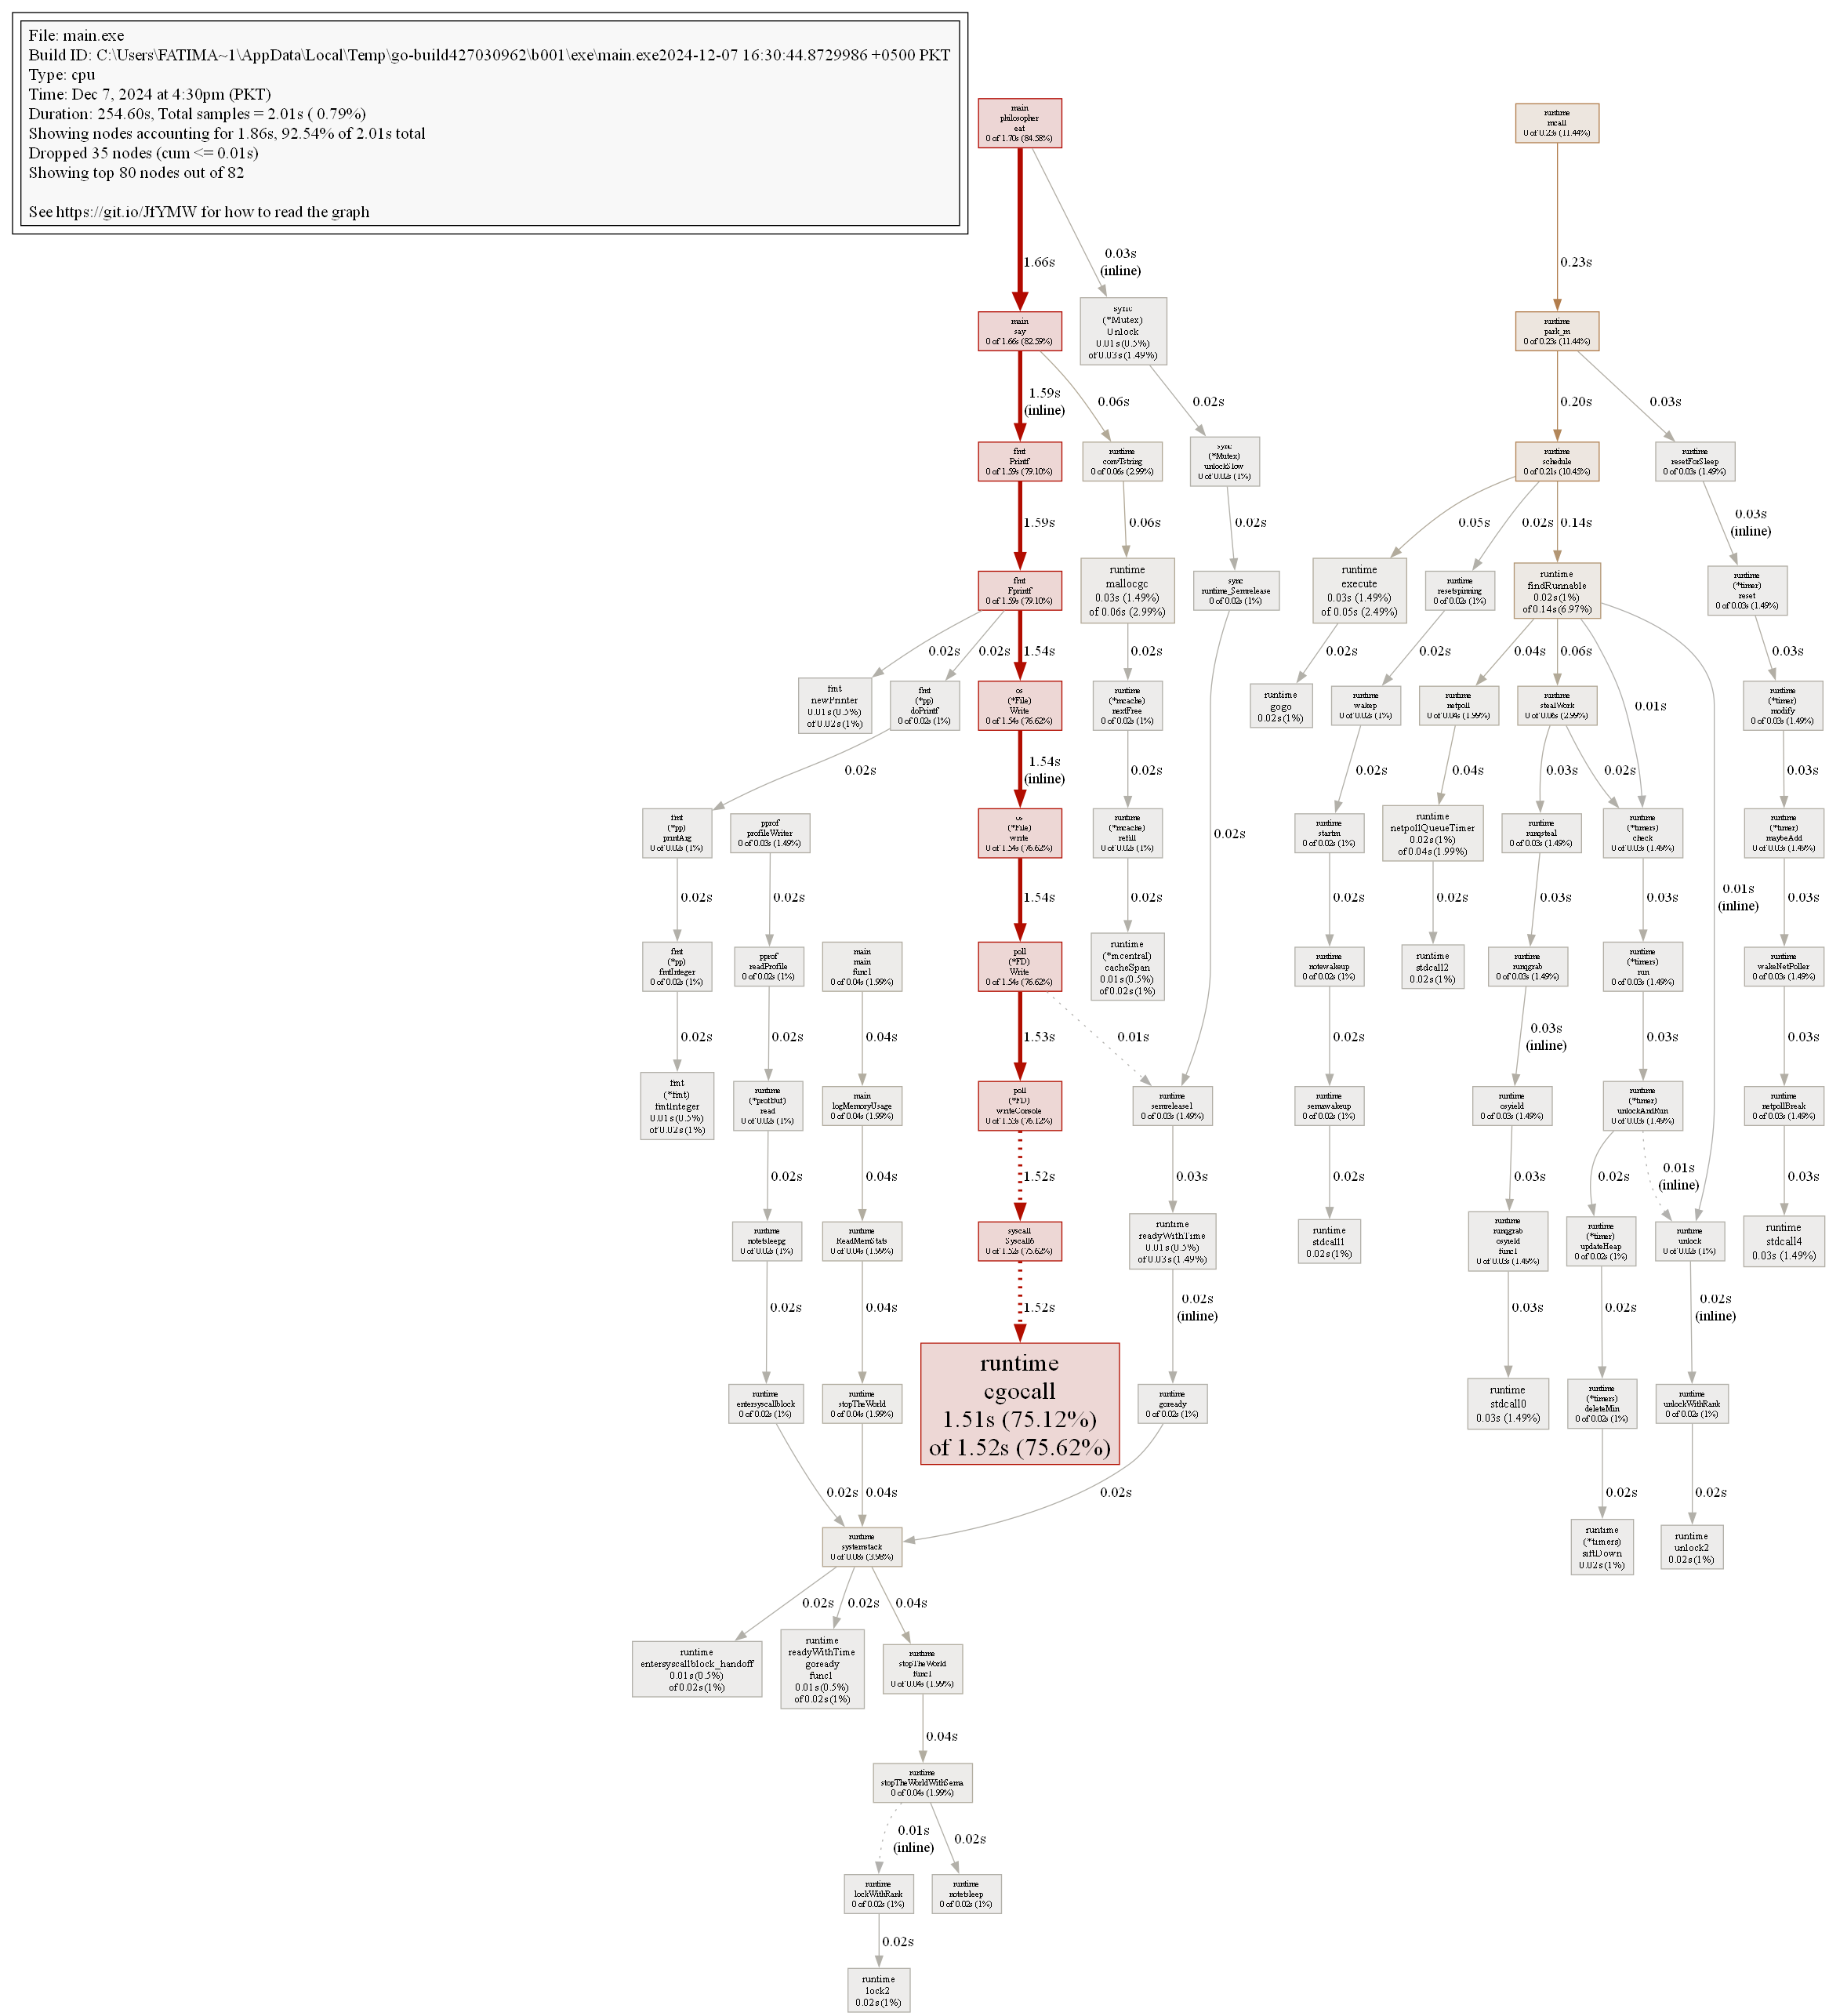 File: main.exe
Build ID: C:\Users\FATIMA~1\AppData\Local\Temp\go-build427030962\b001\exe\main.exe2024-12-07 16:30:44.8729986 +0500 PKT
Type: cpu
Time: Dec 7, 2024 at 4:30pm (PKT)
Duration: 254.60s, Total samples = 2.01s ( 0.79%)
Showing nodes accounting for 1.86s, 92.54% of 2.01s total
Dropped 35 nodes (cum <= 0.01s)
Showing top 80 nodes out of 82
See https://git.io/JfYMW for how to read the graph
main
philosopher
eat
0 of 1.70s (84.58%)
runtime
mcall
0 of 0.23s (11.44%)
1.66s
0.03s
(inline)
0.23s
main
say
0 of 1.66s (82.59%)
sync
(*Mutex)
Unlock
0.01s (0.5%)
of 0.03s (1.49%)
runtime
park_m
0 of 0.23s (11.44%)
1.59s
(inline)
0.06s
0.02s
0.20s
0.03s
fmt
Printf
0 of 1.59s (79.10%)
runtime
convTstring
0 of 0.06s (2.99%)
sync
(*Mutex)
unlockSlow
0 of 0.02s (1%)
runtime
schedule
0 of 0.21s (10.45%)
runtime
resetForSleep
0 of 0.03s (1.49%)
1.59s
0.06s
0.02s
0.05s
0.02s
0.14s
0.03s
(inline)
fmt
Fprintf
0 of 1.59s (79.10%)
runtime
mallocgc
0.03s (1.49%)
of 0.06s (2.99%)
sync
runtime_Semrelease
0 of 0.02s (1%)
runtime
execute
0.03s (1.49%)
of 0.05s (2.49%)
runtime
resetspinning
0 of 0.02s (1%)
runtime
findRunnable
0.02s (1%)
of 0.14s (6.97%)
runtime
(*timer)
reset
0 of 0.03s (1.49%)
0.02s
0.02s
1.54s
0.02s
0.02s
0.02s
0.04s
0.06s
0.03s
fmt
newPrinter
0.01s (0.5%)
of 0.02s (1%)
fmt
(*pp)
doPrintf
0 of 0.02s (1%)
os
(*File)
Write
0 of 1.54s (76.62%)
runtime
(*mcache)
nextFree
0 of 0.02s (1%)
runtime
gogo
0.02s (1%)
runtime
wakep
0 of 0.02s (1%)
runtime
netpoll
0 of 0.04s (1.99%)
runtime
stealWork
0 of 0.06s (2.99%)
0.01s
runtime
(*timer)
modify
0 of 0.03s (1.49%)
0.02s
1.54s
(inline)
0.02s
0.02s
0.04s
0.03s
0.02s
0.03s
fmt
(*pp)
printArg
0 of 0.02s (1%)
pprof
profileWriter
0 of 0.03s (1.49%)
os
(*File)
write
0 of 1.54s (76.62%)
runtime
(*mcache)
refill
0 of 0.02s (1%)
0.02s
runtime
startm
0 of 0.02s (1%)
runtime
netpollQueueTimer
0.02s (1%)
of 0.04s (1.99%)
runtime
runqsteal
0 of 0.03s (1.49%)
runtime
(*timers)
check
0 of 0.03s (1.49%)
runtime
(*timer)
maybeAdd
0 of 0.03s (1.49%)
0.02s
0.02s
1.54s
0.02s
0.02s
0.02s
0.03s
0.03s
0.01s
(inline)
0.03s
fmt
(*pp)
fmtInteger
0 of 0.02s (1%)
pprof
readProfile
0 of 0.02s (1%)
main
main
func1
0 of 0.04s (1.99%)
poll
(*FD)
Write
0 of 1.54s (76.62%)
runtime
(*mcentral)
cacheSpan
0.01s (0.5%)
of 0.02s (1%)
runtime
notewakeup
0 of 0.02s (1%)
runtime
stdcall2
0.02s (1%)
runtime
runqgrab
0 of 0.03s (1.49%)
runtime
(*timers)
run
0 of 0.03s (1.49%)
runtime
wakeNetPoller
0 of 0.03s (1.49%)
0.02s
0.02s
0.04s
1.53s
0.01s
0.02s
0.03s
(inline)
0.03s
0.03s
fmt
(*fmt)
fmtInteger
0.01s (0.5%)
of 0.02s (1%)
runtime
(*profBuf)
read
0 of 0.02s (1%)
main
logMemoryUsage
0 of 0.04s (1.99%)
poll
(*FD)
writeConsole
0 of 1.53s (76.12%)
runtime
semrelease1
0 of 0.03s (1.49%)
runtime
semawakeup
0 of 0.02s (1%)
runtime
osyield
0 of 0.03s (1.49%)
runtime
(*timer)
unlockAndRun
0 of 0.03s (1.49%)
runtime
netpollBreak
0 of 0.03s (1.49%)
0.02s
0.04s
1.52s
0.03s
0.02s
0.03s
0.02s
0.01s
(inline)
0.03s
runtime
notetsleepg
0 of 0.02s (1%)
runtime
ReadMemStats
0 of 0.04s (1.99%)
syscall
Syscall6
0 of 1.52s (75.62%)
runtime
readyWithTime
0.01s (0.5%)
of 0.03s (1.49%)
runtime
stdcall1
0.02s (1%)
runtime
runqgrab
osyield
func1
0 of 0.03s (1.49%)
runtime
(*timer)
updateHeap
0 of 0.02s (1%)
runtime
unlock
0 of 0.02s (1%)
runtime
stdcall4
0.03s (1.49%)
0.02s
0.04s
1.52s
0.02s
(inline)
0.03s
0.02s
0.02s
(inline)
runtime
entersyscallblock
0 of 0.02s (1%)
runtime
stopTheWorld
0 of 0.04s (1.99%)
runtime
cgocall
1.51s (75.12%)
of 1.52s (75.62%)
runtime
goready
0 of 0.02s (1%)
runtime
stdcall0
0.03s (1.49%)
runtime
(*timers)
deleteMin
0 of 0.02s (1%)
runtime
unlockWithRank
0 of 0.02s (1%)
0.02s
0.04s
0.02s
0.02s
0.02s
runtime
systemstack
0 of 0.08s (3.98%)
runtime
(*timers)
siftDown
0.02s (1%)
runtime
unlock2
0.02s (1%)
0.02s
0.02s
0.04s
runtime
entersyscallblock_handoff
0.01s (0.5%)
of 0.02s (1%)
runtime
readyWithTime
goready
func1
0.01s (0.5%)
of 0.02s (1%)
runtime
stopTheWorld
func1
0 of 0.04s (1.99%)
0.04s
runtime
stopTheWorldWithSema
0 of 0.04s (1.99%)
0.01s
(inline)
0.02s
runtime
lockWithRank
0 of 0.02s (1%)
runtime
notetsleep
0 of 0.02s (1%)
0.02s
runtime
lock2
0.02s (1%)